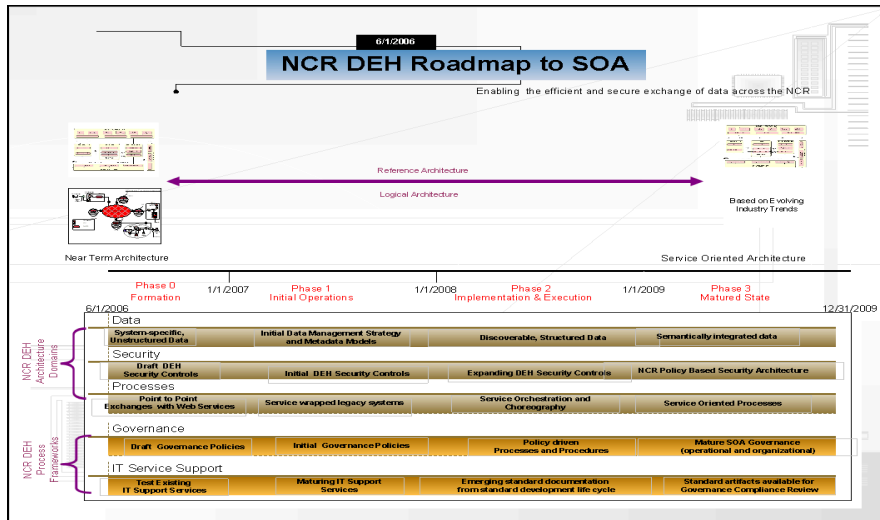 6/1/2006
NCR DEH Roadmap to SOA
Enabling the efficient and secure exchange of data across the NCR
Reference Architecture
Logical Architecture
Based on Evolving
Industry Trends
Near Term Architecture
Service Oriented Architecture
Phase 0
Formation
1/1/2007
Phase 1
Initial Operations
1/1/2008
Phase 2
Implementation & Execution
1/1/2009
Phase 3
Matured State
6/1/2006
12/31/2009
NCR DEH
Architecture
Domains
Data
System-specific,
Unstructured Data
Initial Data Management Strategy
and Metadata Models
Discoverable, Structured Data
Semantically integrated data
Security
Draft DEH
Security Controls
Initial DEH Security Controls
Expanding DEH Security Controls
NCR Policy Based Security Architecture
Processes
Point to Point
Exchanges with Web Services
Service wrapped legacy systems
Service Orchestration and
Choreography
Service Oriented Processes
NCR DEH
Process
Frameworks
Governance
Draft Governance Policies
Initial Governance Policies
Policy driven
Processes and Procedures
Mature SOA Governance
(operational and organizational)
IT Service Support
Test Existing
IT Support Services
Maturing IT Support
Services
Emerging standard documentation
from standard development life cycle
Standard artifacts available for
Governance Compliance Review